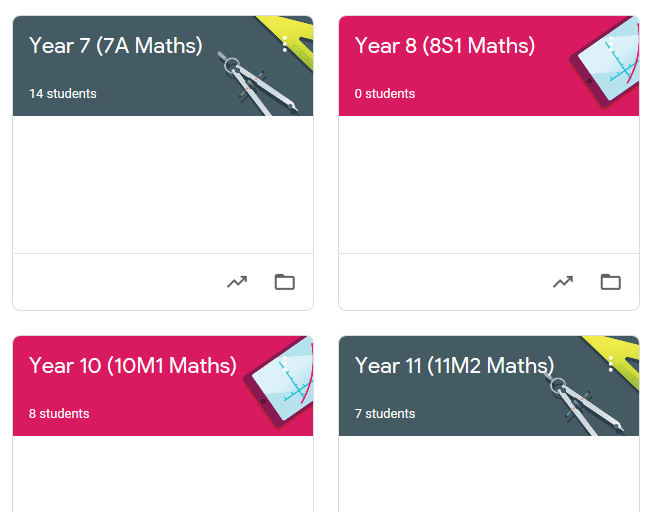 Year 7 (7A Maths)
14 students
Year 8 (8S1 Maths)
0 students
Year 10 (10M1 Maths)
8 students
Year 11 (11M2 Maths)
7 students